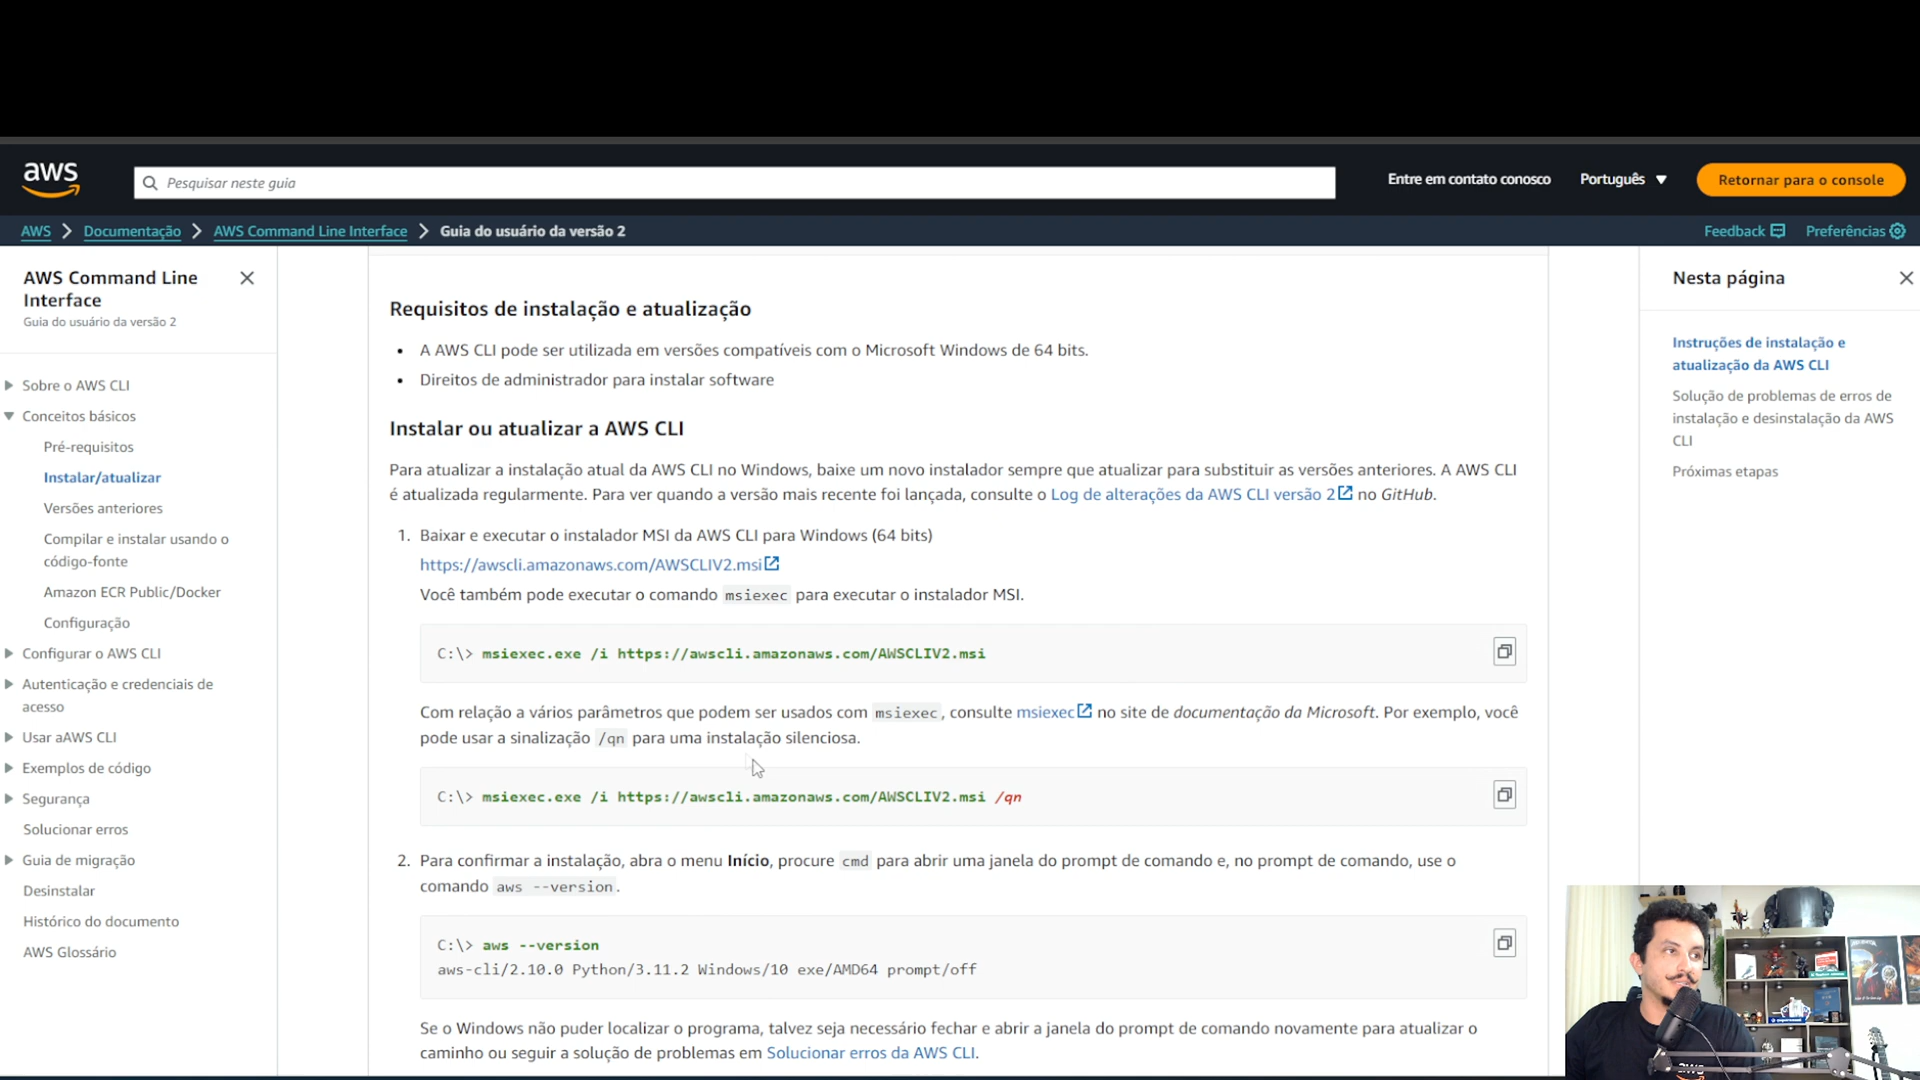 aws
Pesquisar neste guia
Entre em contato conosco
Português
Retornar para o console
AWS
Documentação
AWS Command Line Interface
Guia do usuário da versão 2
Feedback
Preferências
AWS Command Line
Interface
Guia do usuário da versão 2
Sobre o AWS CLI
Conceitos básicos
Pré-requisitos
Instalar/atualizar
Versões anteriores
Compilar e instalar usando o
código-fonte
Amazon ECR Public/Docker
Configuração
Configurar o AWS CLI
Autenticação e credenciais de
acesso
Usar aAWS CLI
Exemplos de código
Segurança
Solucionar erros
Guia de migração
Desinstalar
Histórico do documento
AWS Glossário
Requisitos de instalação e atualização
• A AWS CLI pode ser utilizada em versões compatíveis com o Microsoft Windows de 64 bits.
• Direitos de administrador para instalar software
Instalar ou atualizar a AWS CLI
Para atualizar a instalação atual da AWS CLI no Windows, baixe um novo instalador sempre que atualizar para substituir as versões anteriores. A AWS CLI
é atualizada regularmente. Para ver quando a versão mais recente foi lançada, consulte o Log de alterações da AWS CLI versão 2 no GitHub.
1. Baixar e executar o instalador MSI da AWS CLI para Windows (64 bits)
https://awscli.amazonaws.com/AWSCLIV2.msi
Você também pode executar o comando msiexec para executar o instalador MSI.
C:\> msiexec.exe /i https://awscli.amazonaws.com/AWSCLIV2.msi
Com relação a vários parâmetros que podem ser usados com msiexec, consulte msiexec no site de documentação da Microsoft. Por exemplo, você
pode usar a sinalização /qn para uma instalação silenciosa.
C:\> msiexec.exe /i https://awscli.amazonaws.com/AWSCLIV2.msi /qn
2. Para confirmar a instalação, abra o menu Início, procure cmd para abrir uma janela do prompt de comando e, no prompt de comando, use o
comando aws --version.
C:\> aws --version
aws-cli/2.10.0 Python/3.11.2 Windows/10 exe/AMD64 prompt/off
Se o Windows não puder localizar o programa, talvez seja necessário fechar e abrir a janela do prompt de comando novamente para atualizar o
caminho ou seguir a solução de problemas em Solucionar erros da AWS CLI.
Nesta página
Instruções de instalação e
atualização da AWS CLI
Solução de problemas de erros de
instalação e desinstalação da AWS
CLI
Próximas etapas
aws